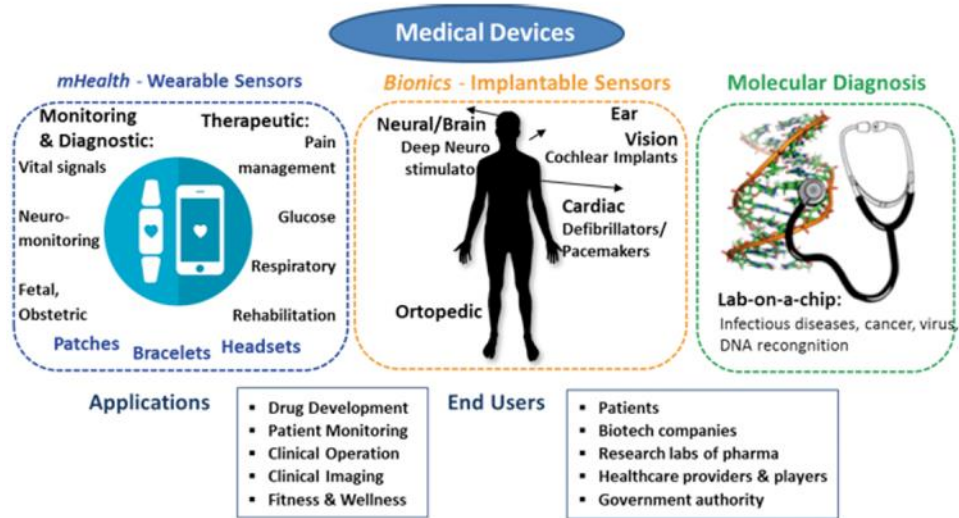 Medical Devices
mHealth - Wearable Sensors
Monitoring
& Diagnostic:
Vital signals
Neuro-
monitoring
Fetal,
Obstetric
Therapeutic:
Pain
management
Glucose
Respiratory
Rehabilitation
Patches
Bracelets
Headsets
Bionics - Implantable Sensors
Neural/Brain
Deep Neuro
stimulato
Ear
Vision
Cochlear Implants
Cardiac
Defibrillators/
Pacemakers
Ortopedic
Molecular Diagnosis
Lab-on-a-chip:
Infectious diseases, cancer, virus,
DNA recongnition
Applications
▪ Drug Development
▪ Patient Monitoring
▪ Clinical Operation
▪ Clinical Imaging
▪ Fitness & Wellness
End Users
▪ Patients
▪ Biotech companies
▪ Research labs of pharma
▪ Healthcare providers & players
▪ Government authority